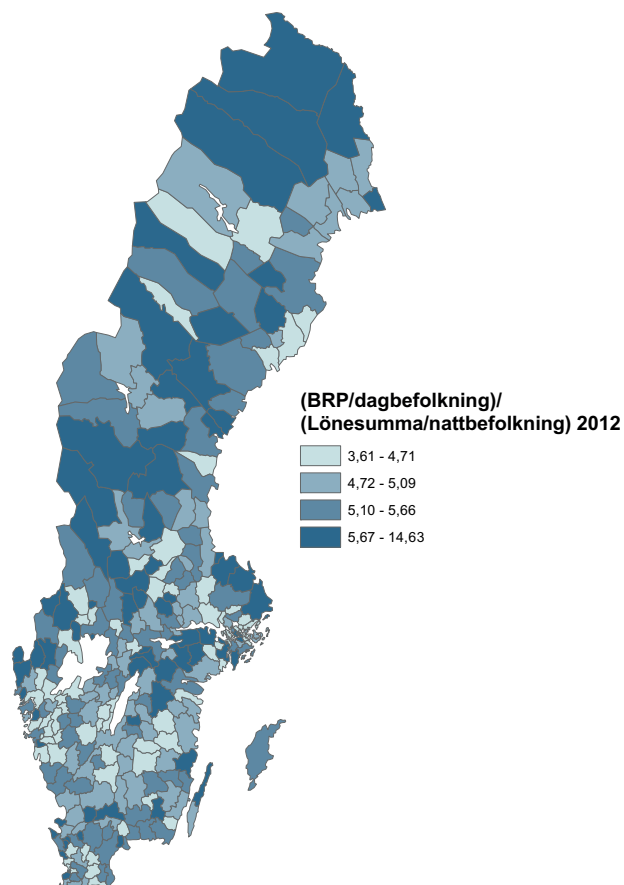 (BRP/dagbefolkning)/
(Lönesumma/nattbefolkning) 2012
3,61 - 4,71
4,72 - 5,09
5,10 - 5,66
5,67 - 14,63